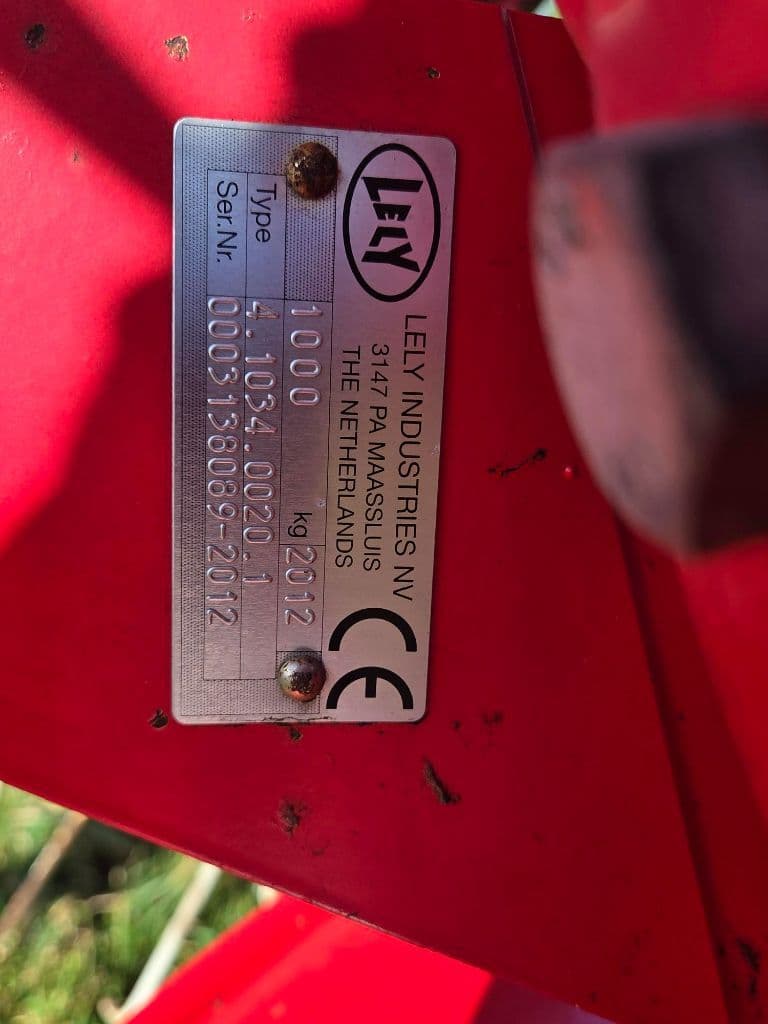 LELY
LELY INDUSTRIES NV
3147 PA MAASSLUIS
THE NETHERLANDS
CE
1000 kg 2012
Type 4.1034.0020.1
Ser.Nr. 0003138089-2012